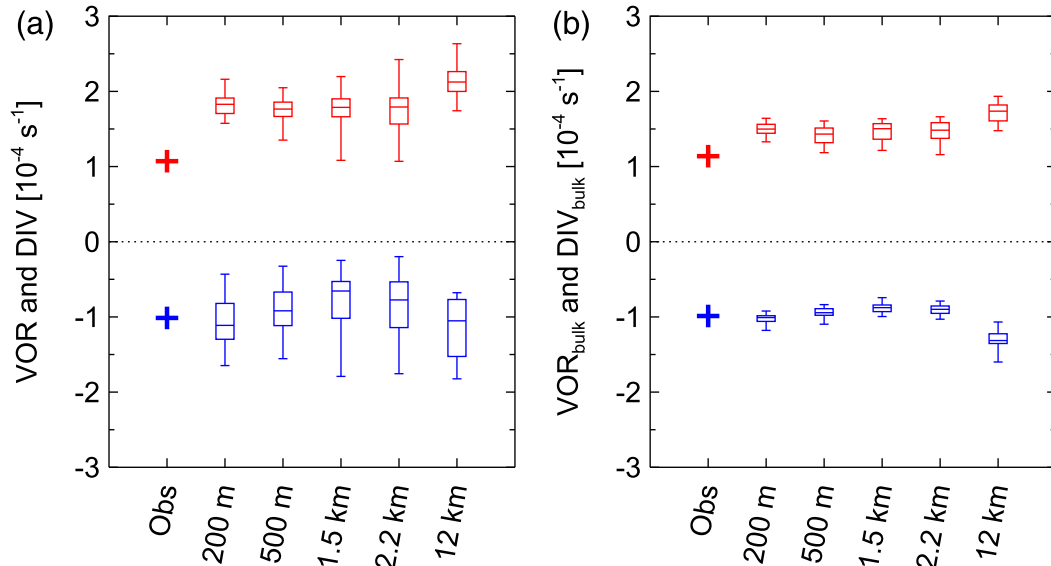 (a)
VOR and DIV [10⁻⁴ s⁻¹]
3
2
1
0
-1
-2
-3
Obs
200 m
500 m
1.5 km
2.2 km
12 km
(b)
VOR_bulk and DIV_bulk [10⁻⁴ s⁻¹]
3
2
1
0
-1
-2
-3
Obs
200 m
500 m
1.5 km
2.2 km
12 km